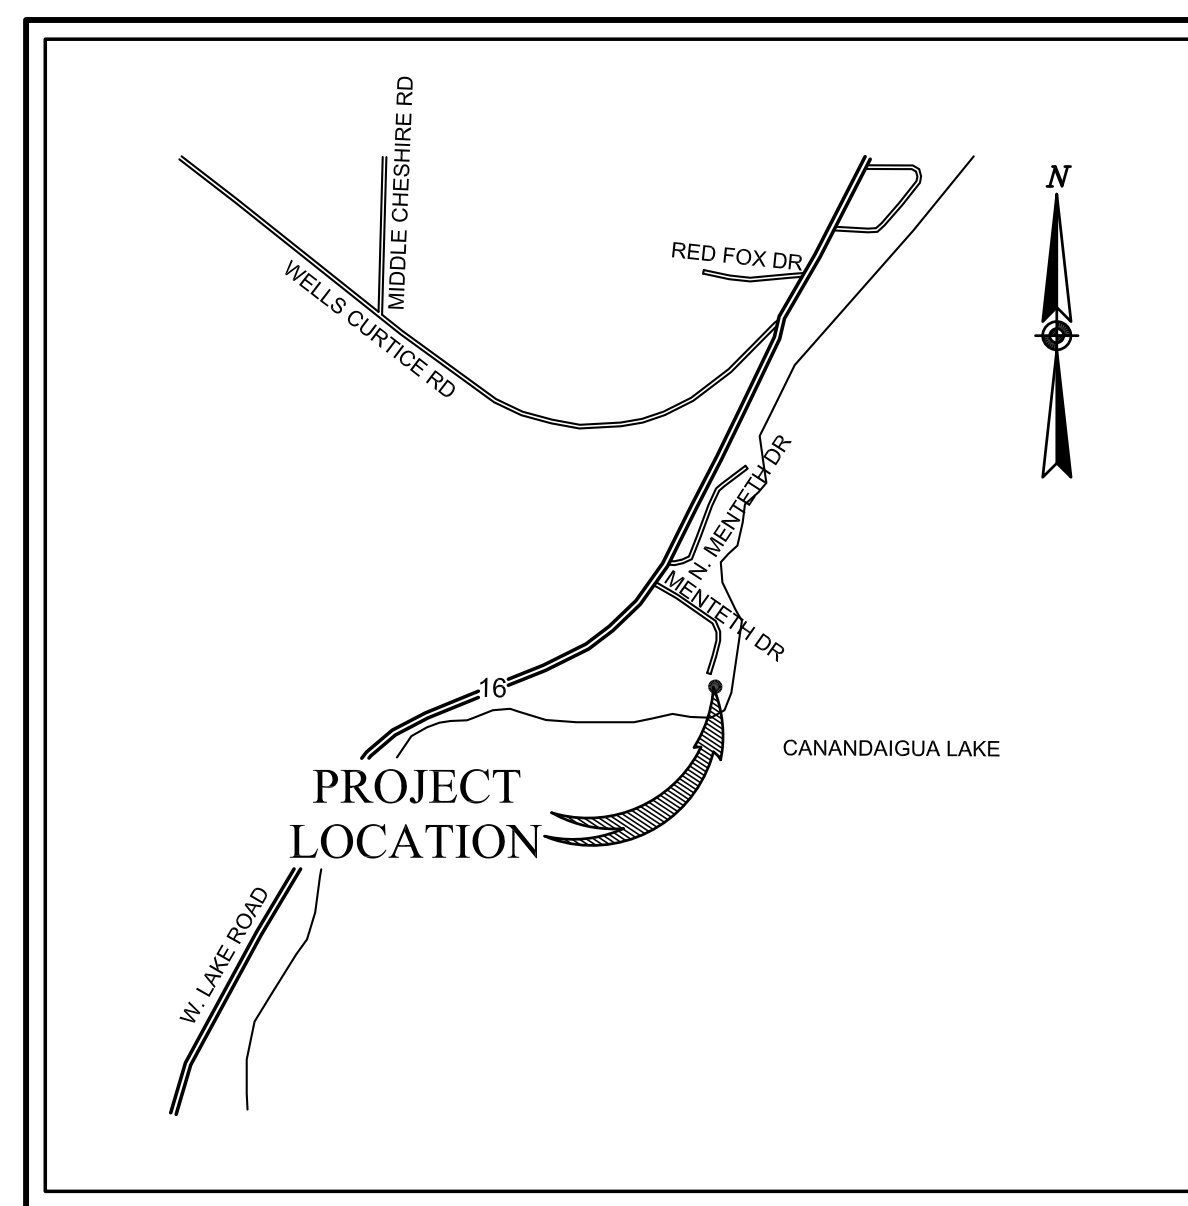 MIDDLE CHESHIRE RD
N
RED FOX DR
WELLS CURTICE RD
N. MENTETH DR
MENTETH DR
16
CANANDAIGUA LAKE
PROJECT
LOCATION
W. LAKE ROAD